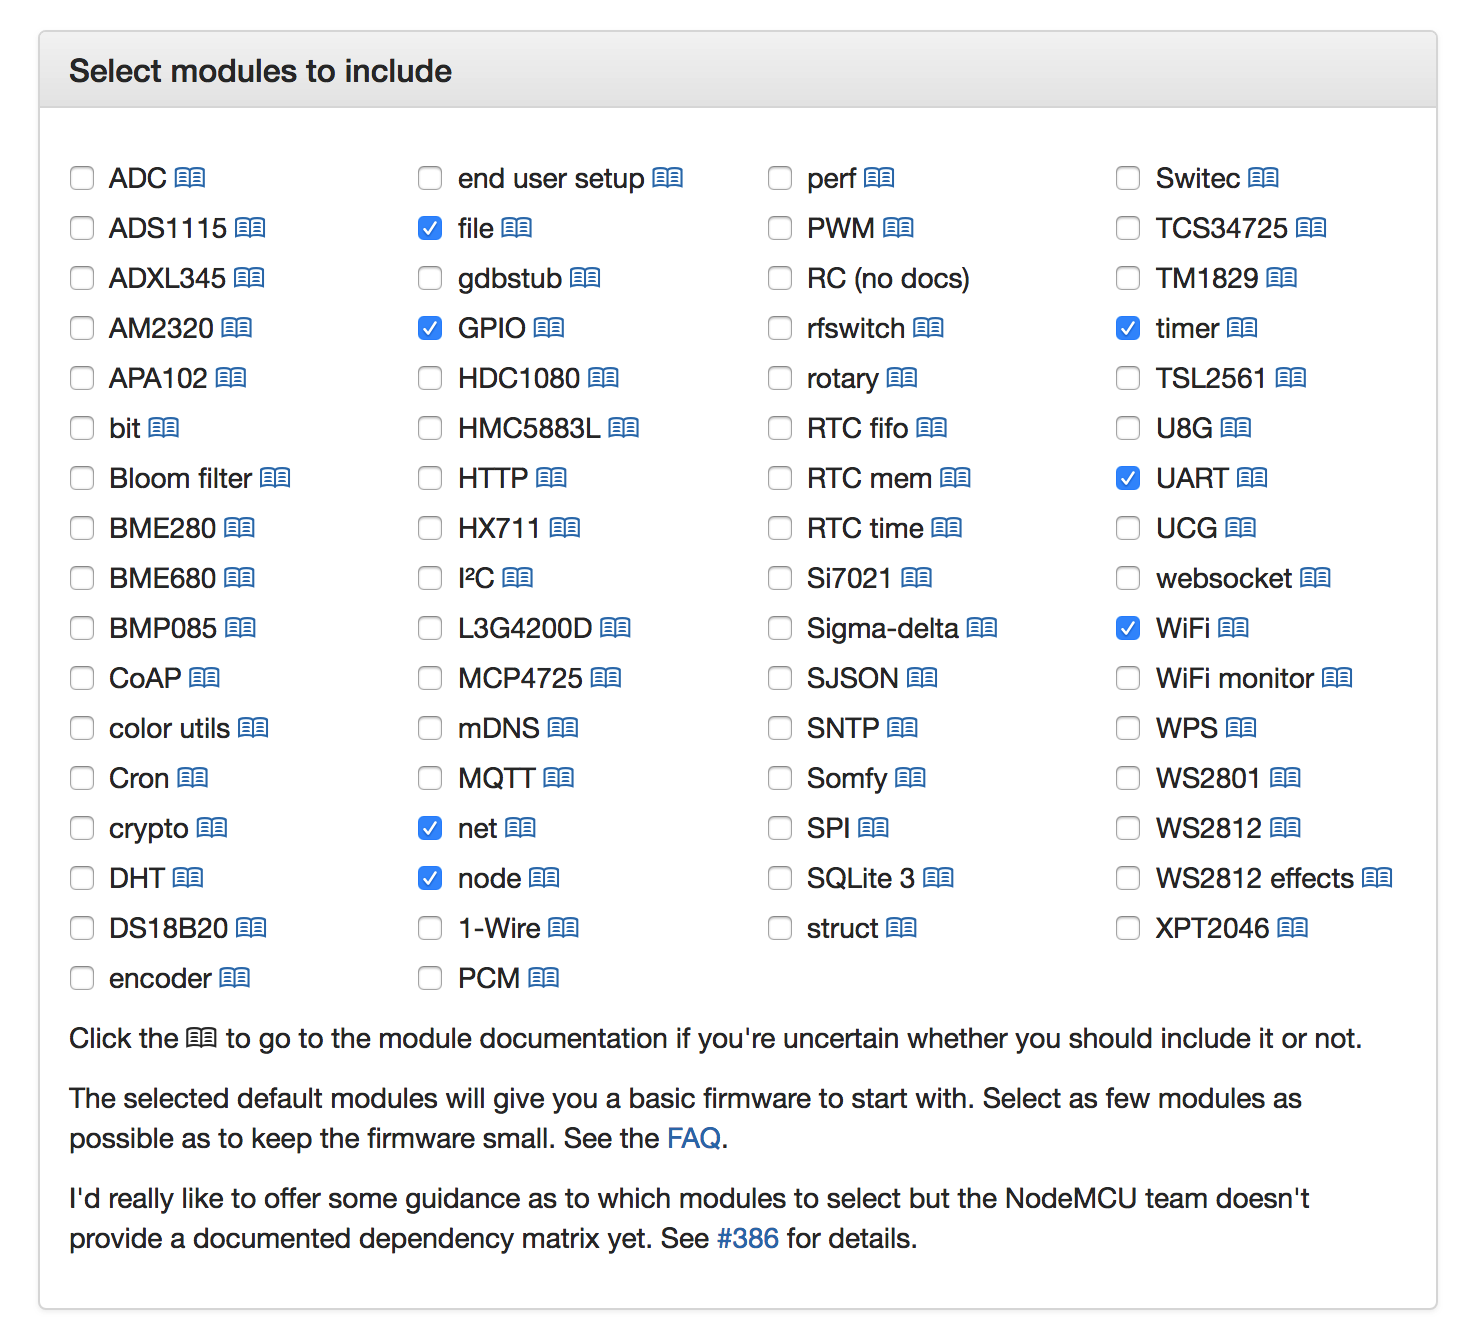 Select modules to include
ADC
ADS1115
ADXL345
AM2320
APA102
bit
Bloom filter
BME280
BME680
BMP085
CoAP
color utils
Cron
crypto
DHT
DS18B20
encoder
end user setup
file
gdbstub
GPIO
HDC1080
HMC5883L
HTTP
HX711
I²C
L3G4200D
MCP4725
mDNS
MQTT
net
node
1-Wire
PCM
perf
PWM
RC (no docs)
rfswitch
rotary
RTC fifo
RTC mem
RTC time
Si7021
Sigma-delta
SJSON
SNTP
Somfy
SPI
SQLite 3
struct
Switec
TCS34725
TM1829
timer
TSL2561
U8G
UART
UCG
websocket
WiFi
WiFi monitor
WPS
WS2801
WS2812
WS2812 effects
XPT2046
Click the to go to the module documentation if you're uncertain whether you should include it or not.
The selected default modules will give you a basic firmware to start with. Select as few modules as
possible as to keep the firmware small. See the FAQ.
I'd really like to offer some guidance as to which modules to select but the NodeMCU team doesn't
provide a documented dependency matrix yet. See #386 for details.